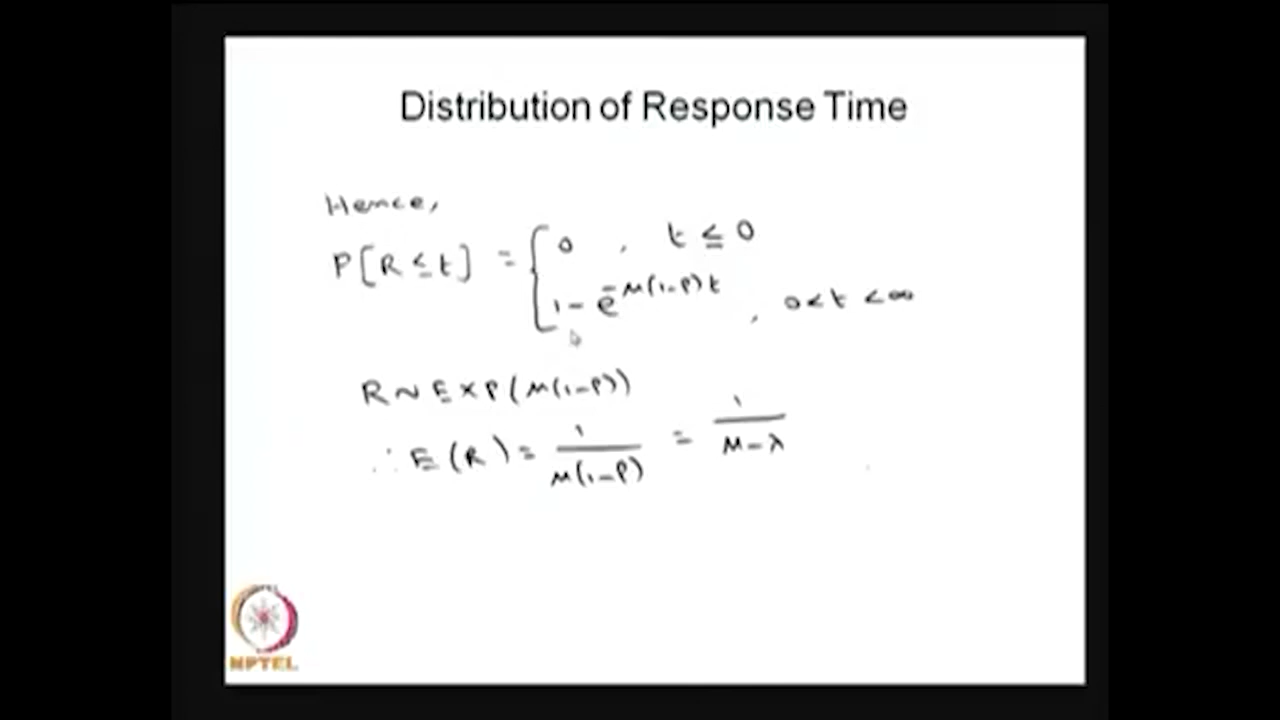 Distribution of Response Time
Hence,
P[R ≤ t] = { 0 , t ≤ 0
1 - e^{-μ(1-ρ)t} , 0 < t < ∞
R ~ EXP(μ(1-ρ))
∴ E(R) = 1/(μ(1-ρ)) = 1/(μ-λ)
NPTEL